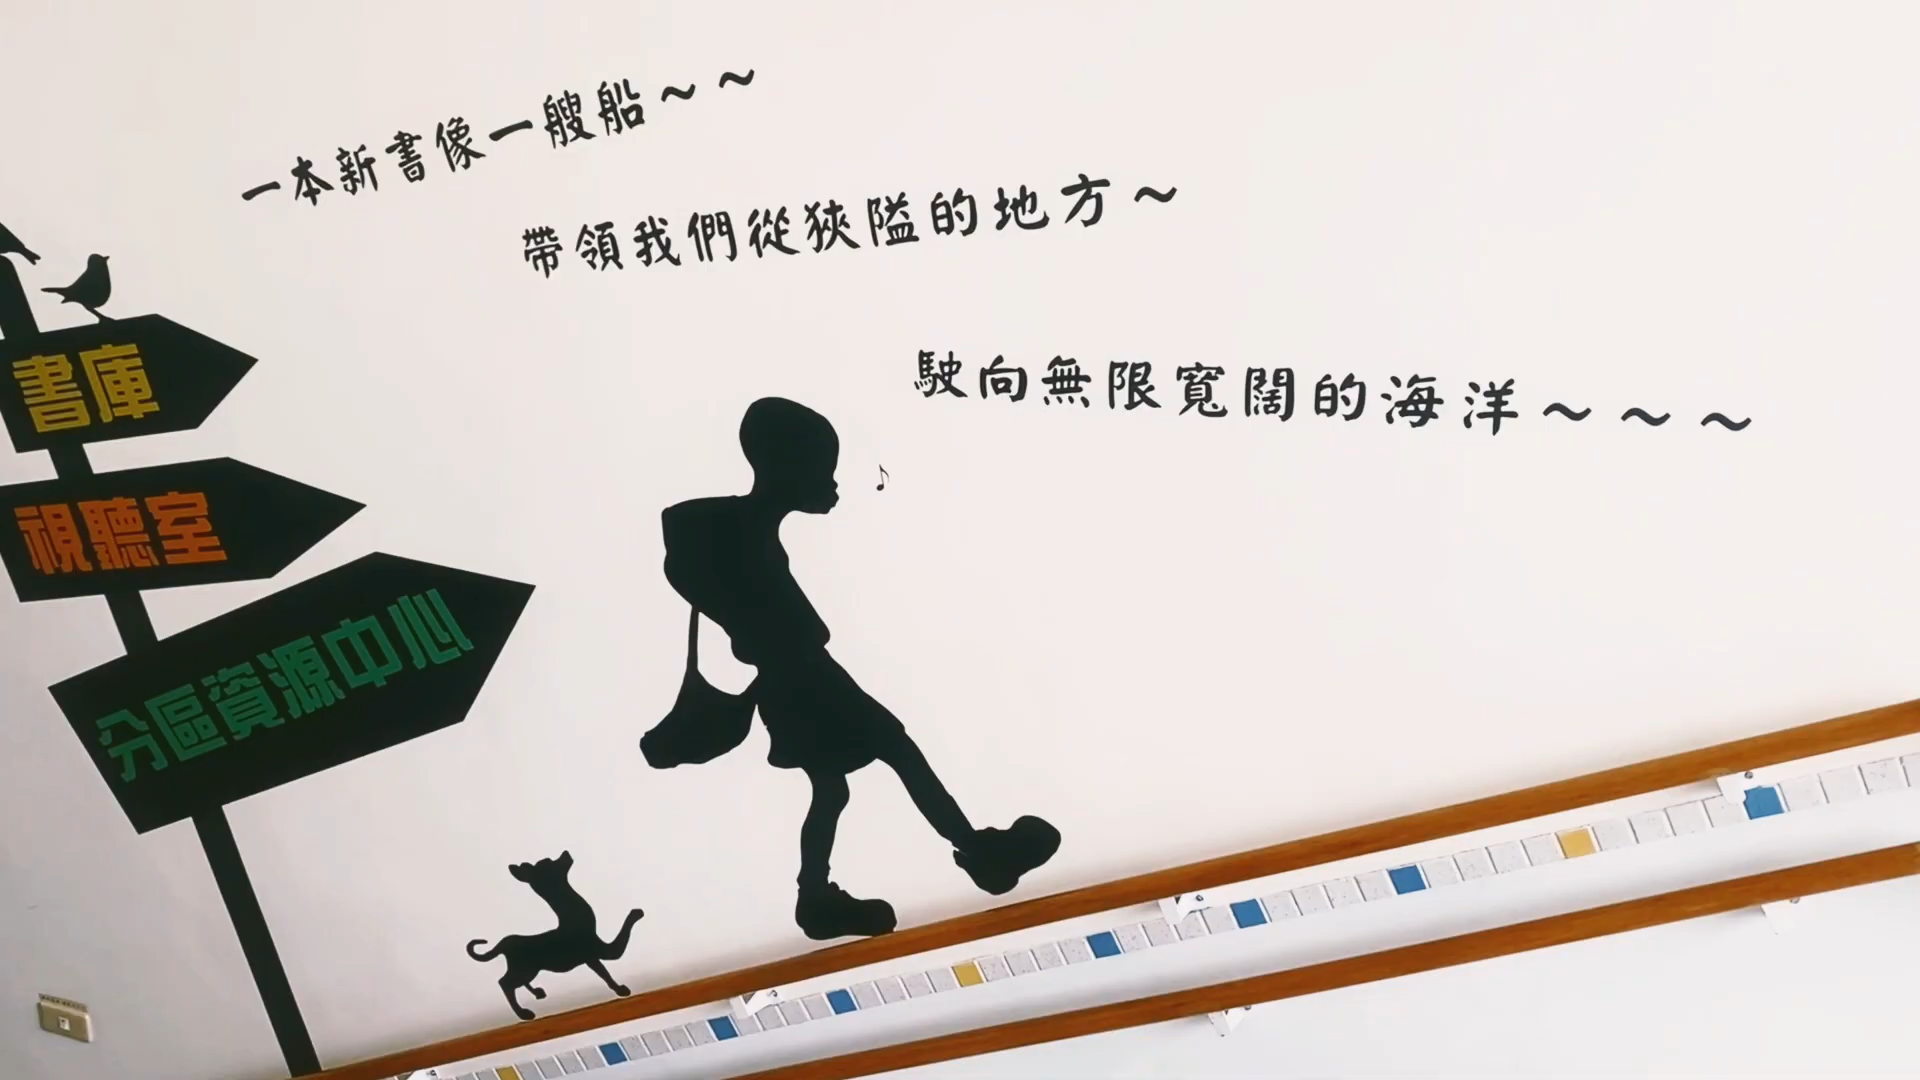 一本新書像一艘船～～
帶領我們從狹隘的地方～
駛向無限寬闊的海洋～～～
書庫
視聽室
分區資源中心